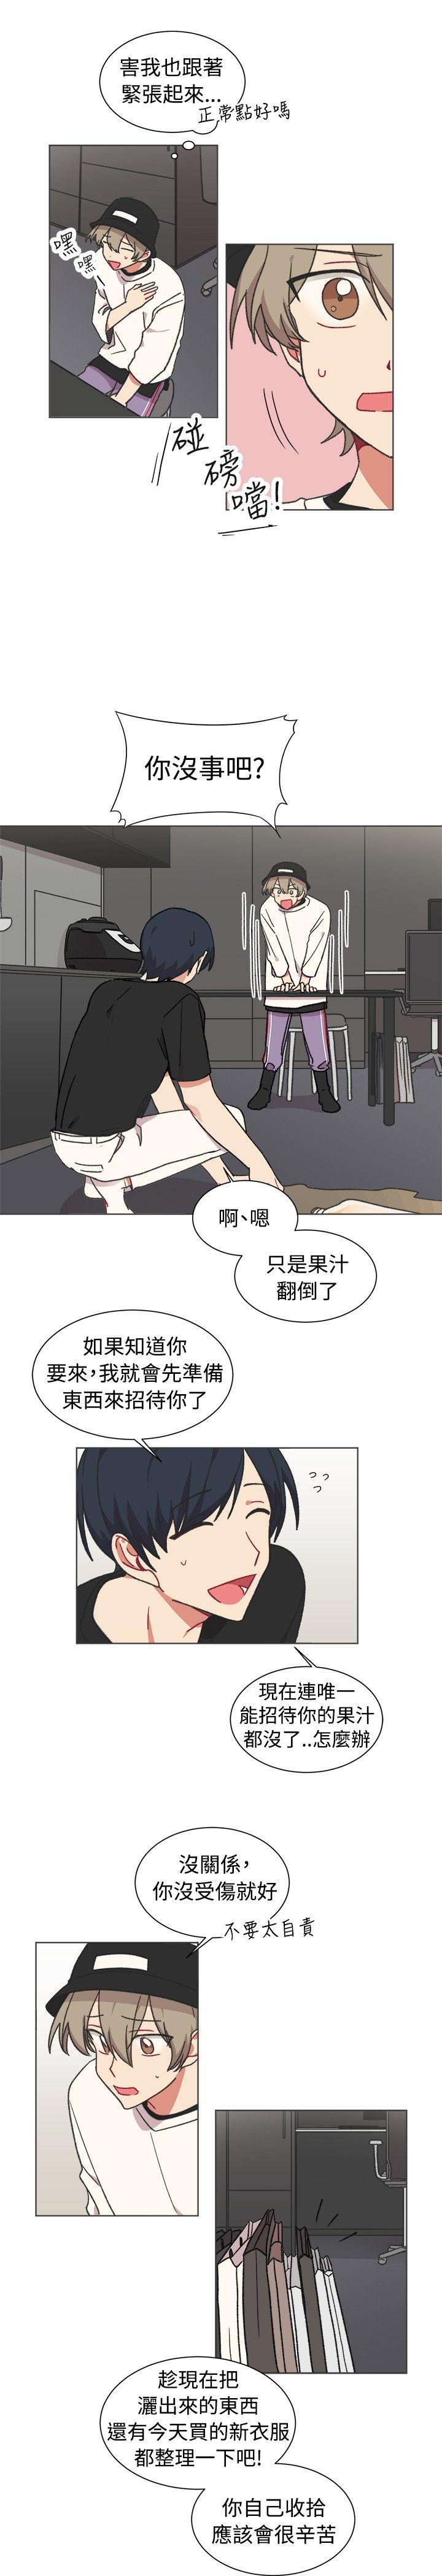 害我也跟著
緊張起來...
正常點好嗎
嘿
嘿
碰
磅
噹!
你沒事吧?
啊、嗯
只是果汁
翻倒了
如果知道你
要來,我就會先準備
東西來招待你了
現在連唯一
能招待你的果汁
都沒了..怎麼辦
沒關係,
你沒受傷就好
不要太自責
趁現在把
灑出來的東西
還有今天買的新衣服
都整理一下吧!
你自己收拾
應該會很辛苦